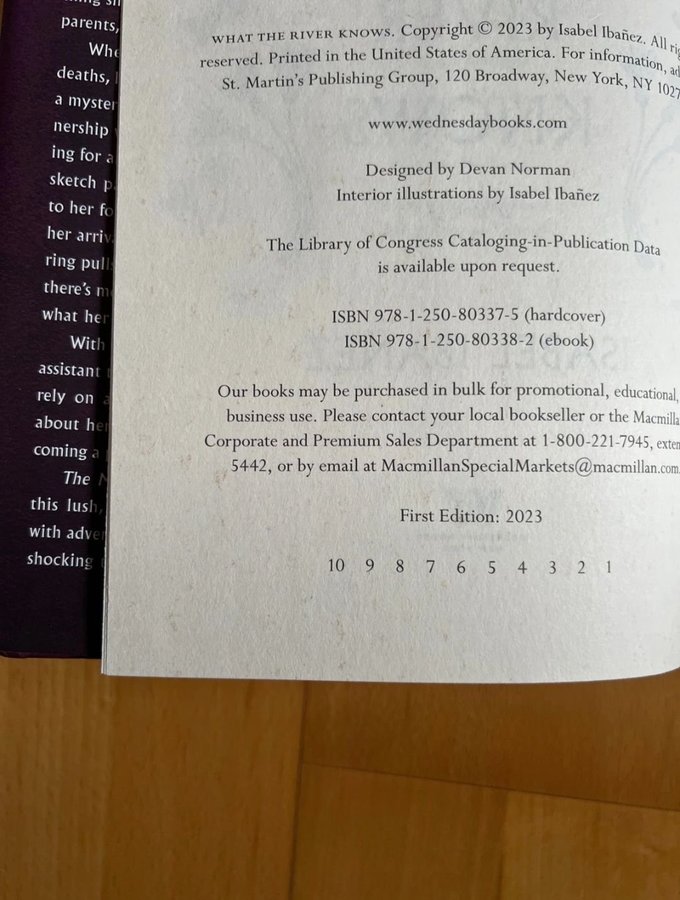 parents,
Whe
deaths,
a myster
nership
ing for a
sketch p
to her fo
her arriv
ring pull
there's m
what her
With
assistant
rely on a
about he
coming a
The N
this lush,
with adve
shocking
WHAT THE RIVER KNOWS. Copyright © 2023 by Isabel Ibañez. All rig
reserved. Printed in the United States of America. For information, ad
St. Martin's Publishing Group, 120 Broadway, New York, NY 1027
www.wednesdaybooks.com
Designed by Devan Norman
Interior illustrations by Isabel Ibañez
The Library of Congress Cataloging-in-Publication Data
is available upon request.
ISBN 978-1-250-80337-5 (hardcover)
ISBN 978-1-250-80338-2 (ebook)
Our books may be purchased in bulk for promotional, educational,
business use. Please contact your local bookseller or the Macmilla
Corporate and Premium Sales Department at 1-800-221-7945, exten
5442, or by email at MacmillanSpecialMarkets@macmillan.com
First Edition: 2023
10 9 8 7 6 5 4 3 2 1